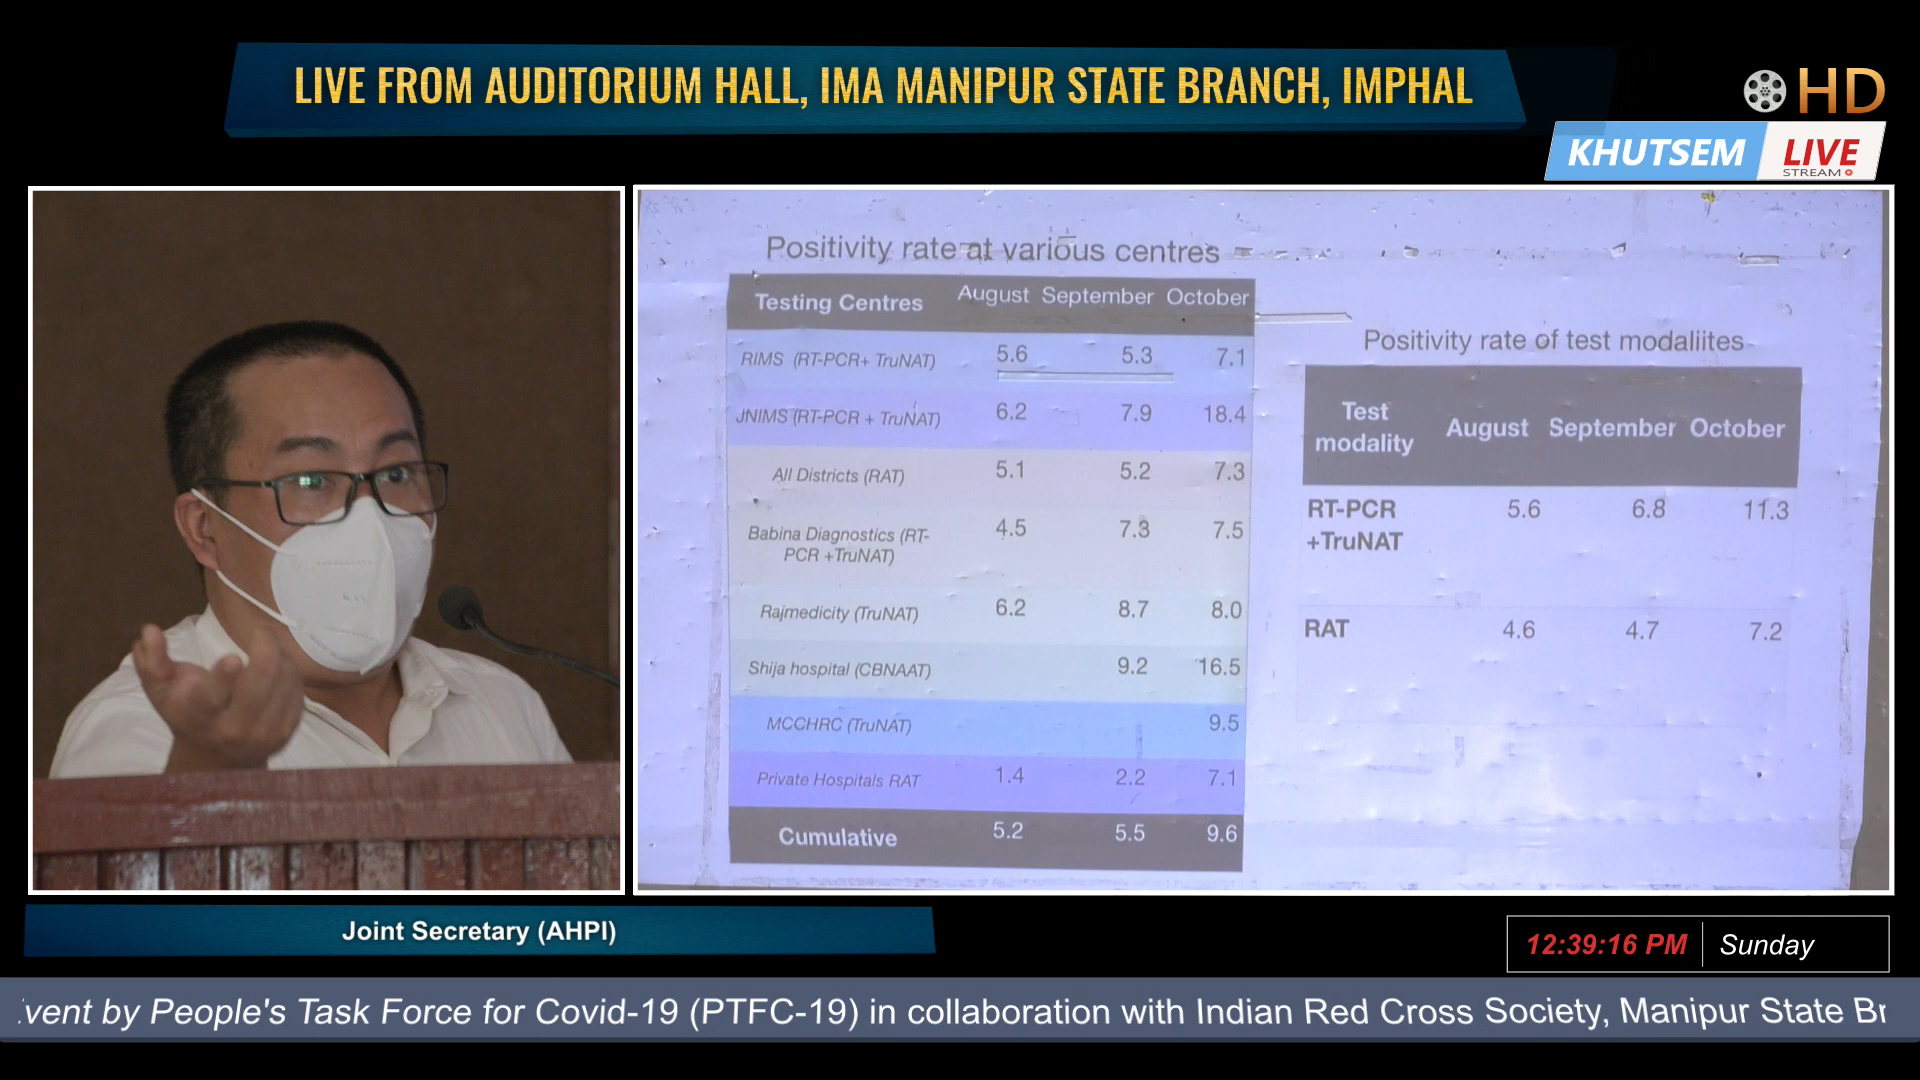 LIVE FROM AUDITORIUM HALL, IMA MANIPUR STATE BRANCH, IMPHAL
HD
KHUTSEM LIVE
STREAM
Positivity rate at various centres
Testing Centres August September October
RIMS (RT-PCR+ TruNAT) 5.6 5.3 7.1
JNIMS (RT-PCR + TruNAT) 6.2 7.9 18.4
All Districts (RAT) 5.1 5.2 7.3
Babina Diagnostics (RT-
PCR +TruNAT) 4.5 7.3 7.5
Rajmedicity (TruNAT) 6.2 8.7 8.0
Shija hospital (CBNAAT) 9.2 16.5
MCCHRC (TruNAT) 9.5
Private Hospitals RAT 1.4 2.2 7.1
Cumulative 5.2 5.5 9.6
Positivity rate of test modaliites
Test
modality August September October
RT-PCR
+TruNAT 5.6 6.8 11.3
RAT 4.6 4.7 7.2
Joint Secretary (AHPI)
12:39:16 PM Sunday
vent by People's Task Force for Covid-19 (PTFC-19) in collaboration with Indian Red Cross Society, Manipur State Br